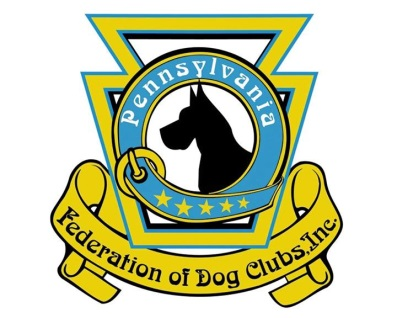 Pennsylvania
Federation of Dog Clubs, Inc.